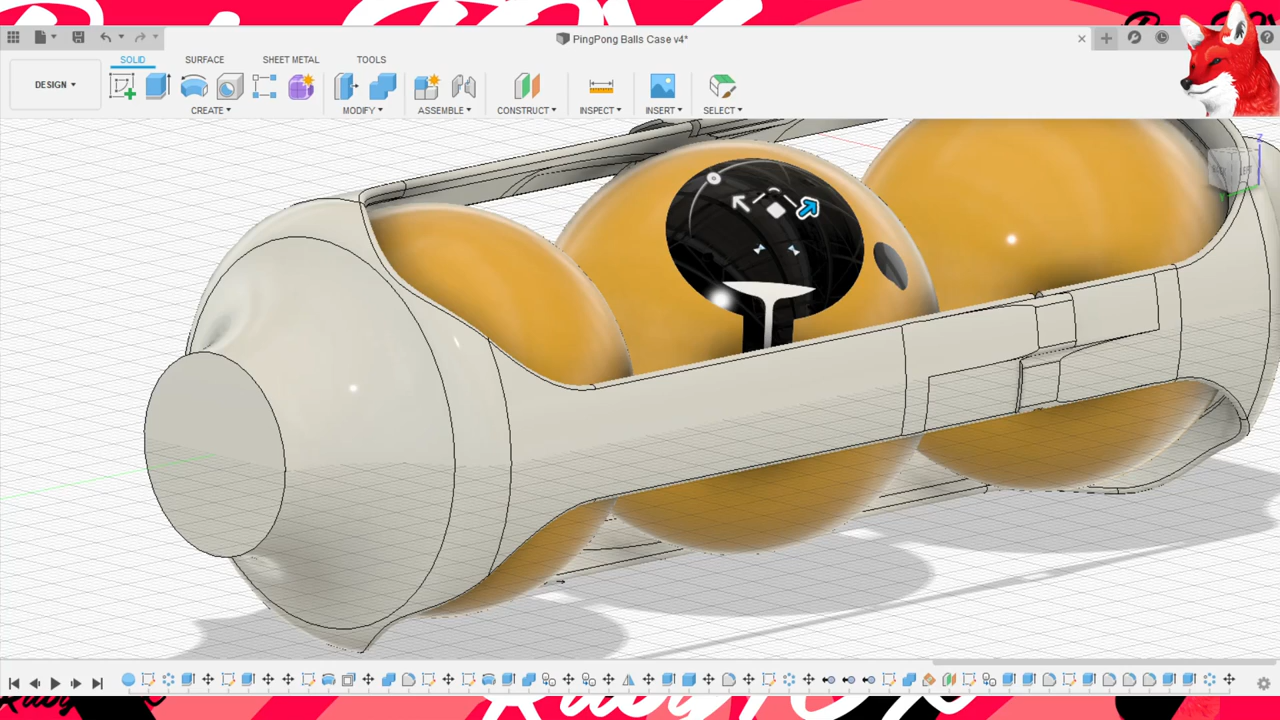 PingPong Balls Case v4*
SOLID SURFACE SHEET METAL TOOLS
DESIGN
CREATE MODIFY ASSEMBLE CONSTRUCT INSPECT INSERT SELECT
Z